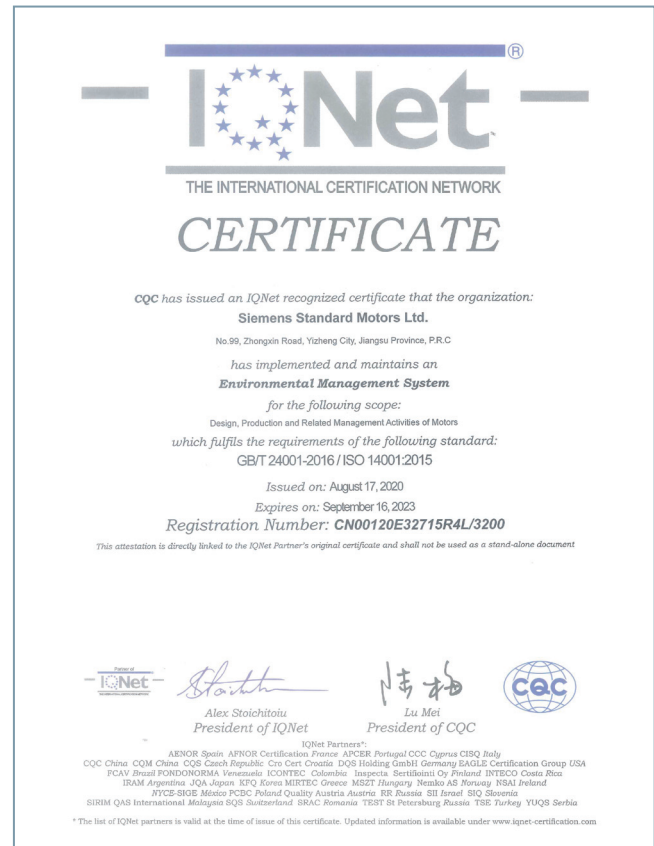 IQNet®
THE INTERNATIONAL CERTIFICATION NETWORK
CERTIFICATE
CQC has issued an IQNet recognized certificate that the organization:
Siemens Standard Motors Ltd.
No.99, Zhongxin Road, Yizheng City, Jiangsu Province, P.R.C
has implemented and maintains an
Environmental Management System
for the following scope:
Design, Production and Related Management Activities of Motors
which fulfils the requirements of the following standard:
GB/T 24001-2016 / ISO 14001:2015
Issued on: August 17, 2020
Expires on: September 16, 2023
Registration Number: CN00120E32715R4L/3200
This attestation is directly linked to the IQNet Partner's original certificate and shall not be used as a stand-alone document
Partner of
IQNet
CQC
Alex Stoichitoiu
President of IQNet
Lu Mei
President of CQC
IQNet Partners*:
AENOR Spain AFNOR Certification France APCER Portugal CCC Cyprus CISQ Italy
CQC China CQM China CQS Czech Republic Cro Cert Croatia DQS Holding GmbH Germany EAGLE Certification Group USA
FCAV Brazil FONDONORMA Venezuela ICONTEC Colombia Inspecta Sertifiointi Oy Finland INTECO Costa Rica
IRAM Argentina JQA Japan KFQ Korea MIRTEC Greece MSZT Hungary Nemko AS Norway NSAI Ireland
NYCE-SIGE México PCBC Poland Quality Austria Austria RR Russia SII Israel SIQ Slovenia
SIRIM QAS International Malaysia SQS Switzerland SRAC Romania TEST St Petersburg Russia TSE Turkey YUQS Serbia
* The list of IQNet partners is valid at the time of issue of this certificate. Updated information is available under www.iqnet-certification.com